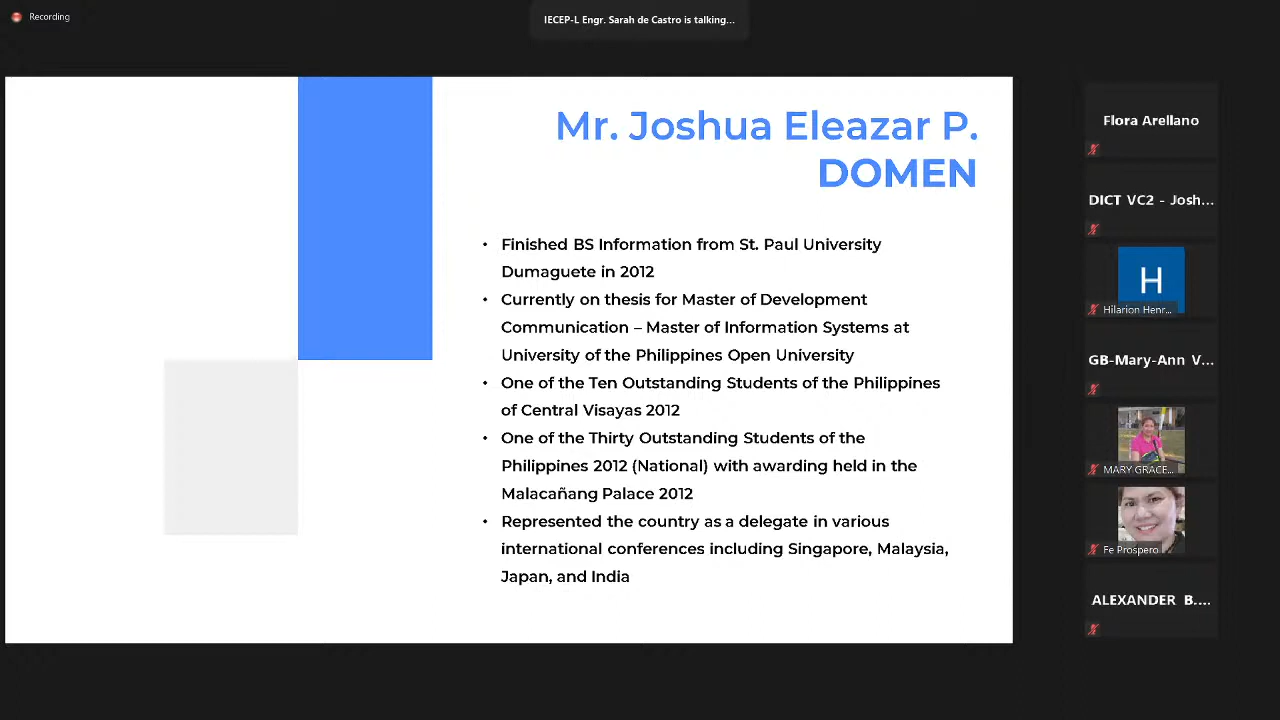 Recording
IECEP-L Engr. Sarah de Castro is talking...
Mr. Joshua Eleazar P.
DOMEN
• Finished BS Information from St. Paul University
Dumaguete in 2012
• Currently on thesis for Master of Development
Communication – Master of Information Systems at
University of the Philippines Open University
• One of the Ten Outstanding Students of the Philippines
of Central Visayas 2012
• One of the Thirty Outstanding Students of the
Philippines 2012 (National) with awarding held in the
Malacañang Palace 2012
• Represented the country as a delegate in various
international conferences including Singapore, Malaysia,
Japan, and India
Flora Arellano
DICT VC2 - Josh...
H
Hilarion Henr...
GB-Mary-Ann V...
MARY GRACE...
Fe Prospero
ALEXANDER B....